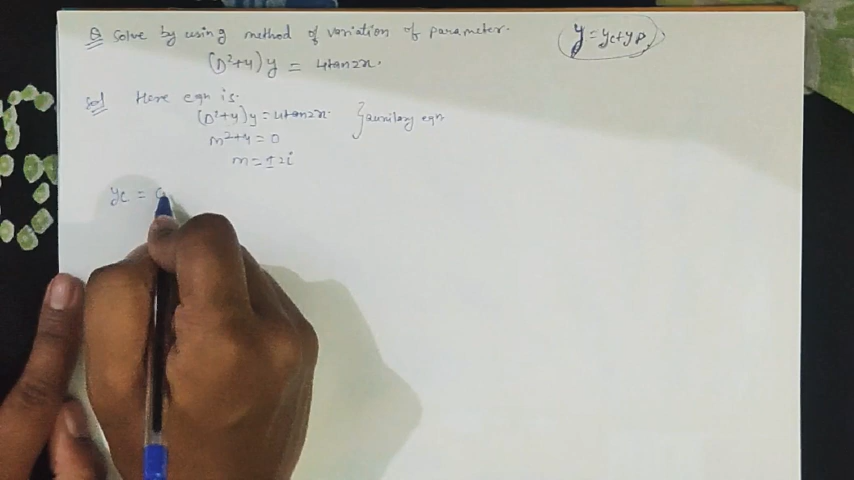 Q Solve by using method of variation of parameter.
(D²+4)y = 4tan2x.
y = yc+yp
Sol Here eqn is.
(D²+4)y = 4tan2x. } auxilary eqn
m²+4 = 0
m = ±2i
yc = C